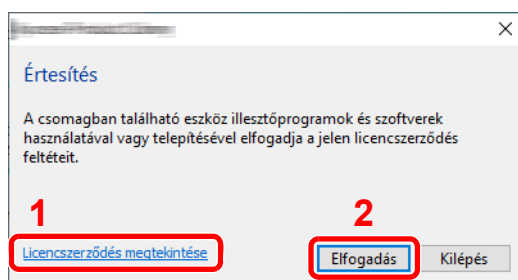 Értesítés
A csomagban található eszköz illesztőprogramok és szoftverek
használatával vagy telepítésével elfogadja a jelen licencszerződés
feltéteit.
1
2
Licencszerződés megtekintése
Elfogadás Kilépés